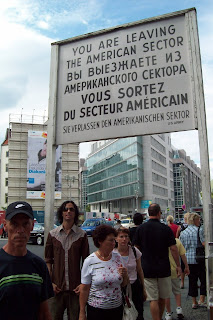 YOU ARE LEAVING
THE AMERICAN SECTOR
ВЫ ВЫЕЗЖАЕТЕ ИЗ
АМЕРИКАНСКОГО СЕКТОРА
VOUS SORTEZ
DU SECTEUR AMÉRICAIN
SIE VERLASSEN DEN AMERIKANISCHEN SEKTOR